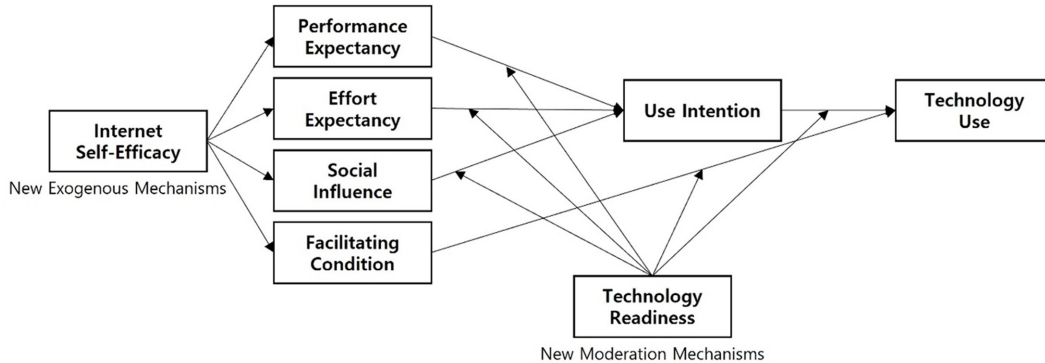 Performance
Expectancy
Effort
Expectancy
Use Intention
Technology
Use
Internet
Self-Efficacy
New Exogenous Mechanisms
Social
Influence
Facilitating
Condition
Technology
Readiness
New Moderation Mechanisms